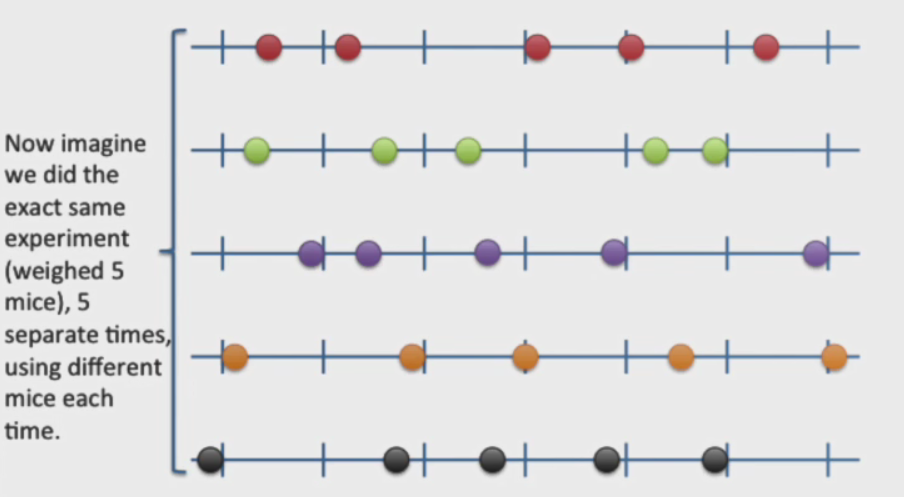 Now imagine
we did the
exact same
experiment
(weighed 5
mice), 5
separate times,
using different
mice each
time.